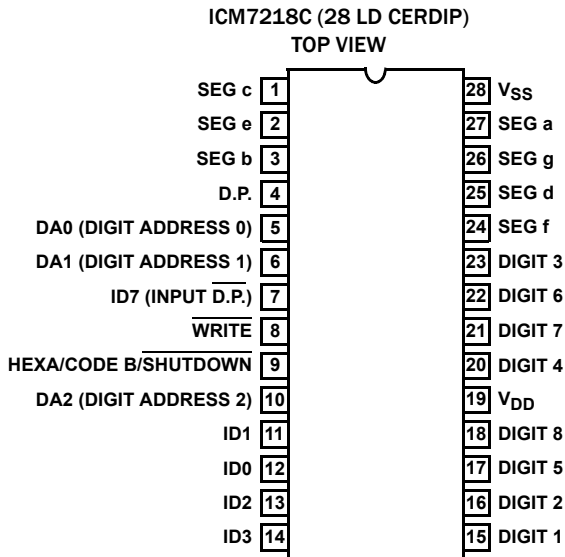 ICM7218C (28 LD CERDIP)
TOP VIEW
SEG c 1
SEG e 2
SEG b 3
D.P. 4
DA0 (DIGIT ADDRESS 0) 5
DA1 (DIGIT ADDRESS 1) 6
ID7 (INPUT D.P.) 7
WRITE 8
HEXA/CODE B/SHUTDOWN 9
DA2 (DIGIT ADDRESS 2) 10
ID1 11
ID0 12
ID2 13
ID3 14
28 VSS
27 SEG a
26 SEG g
25 SEG d
24 SEG f
23 DIGIT 3
22 DIGIT 6
21 DIGIT 7
20 DIGIT 4
19 VDD
18 DIGIT 8
17 DIGIT 5
16 DIGIT 2
15 DIGIT 1